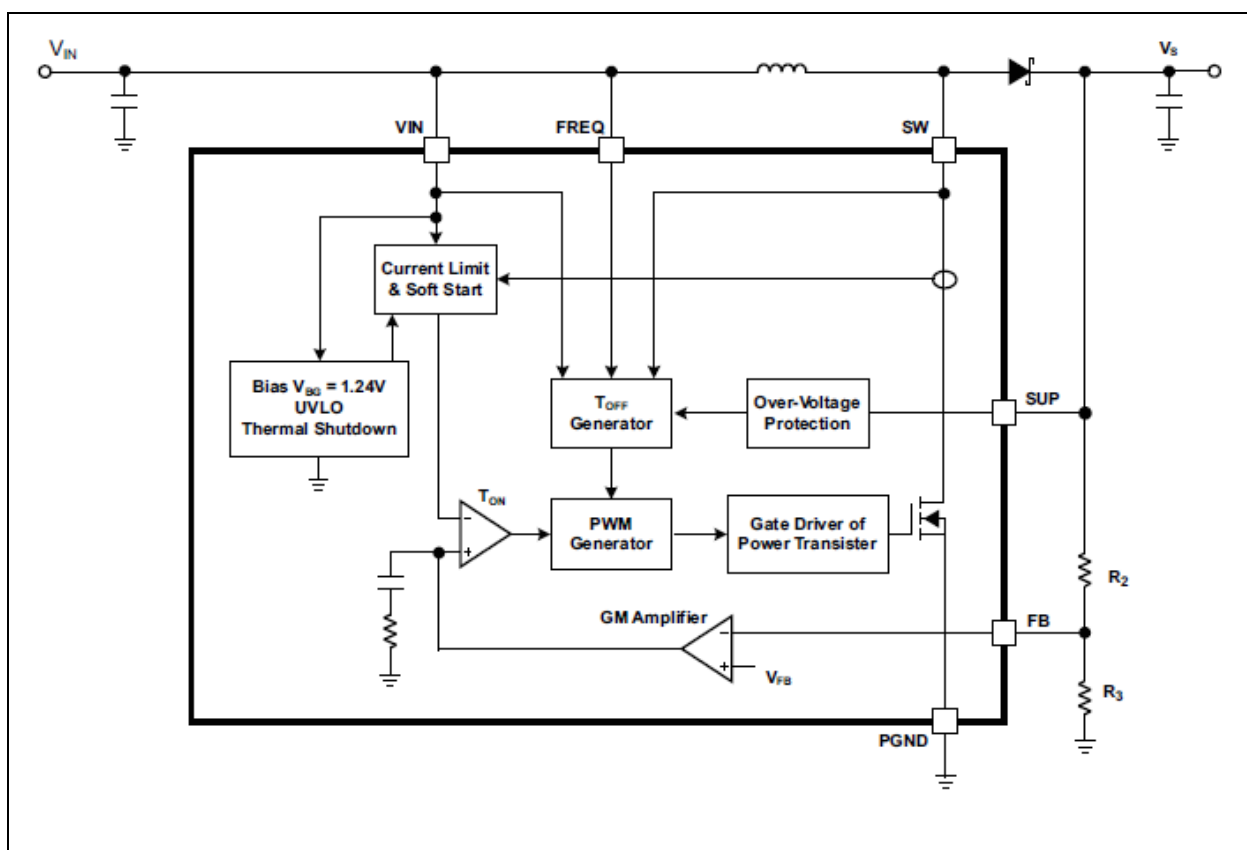 VIN
VS
VIN
FREQ
SW
Current Limit
& Soft Start
Bias VBG = 1.24V
UVLO
Thermal Shutdown
TOFF
Generator
Over-Voltage
Protection
SUP
TON
-
+
PWM
Generator
Gate Driver of
Power Transister
R2
GM Amplifier
-
+
VFB
FB
R3
PGND